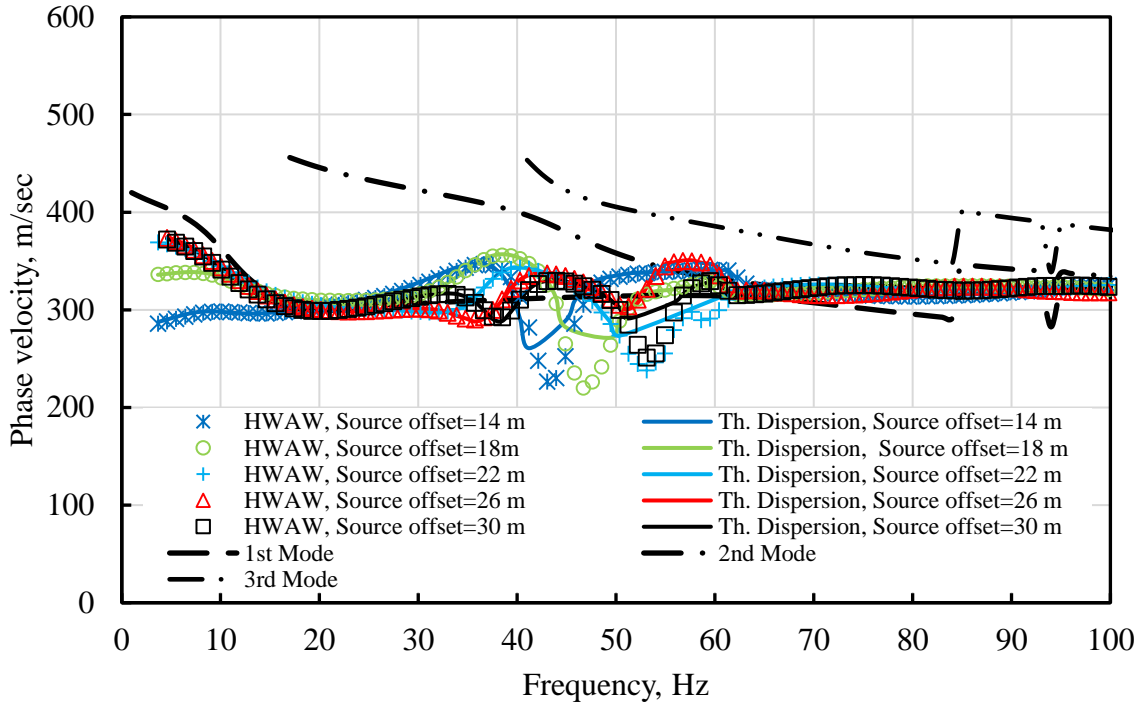 600
500
400
300
200
100
0
Phase velocity, m/sec
HWAW, Source offset=14 m
Th. Dispersion, Source offset=14 m
HWAW, Source offset=18m
Th. Dispersion,  Source offset=18 m
HWAW, Source offset=22 m
Th. Dispersion, Source offset=22 m
HWAW, Source offset=26 m
Th. Dispersion, Source offset=26 m
HWAW, Source offset=30 m
Th. Dispersion, Source offset=30 m
1st Mode
2nd Mode
3rd Mode
0 10 20 30 40 50 60 70 80 90 100
Frequency, Hz